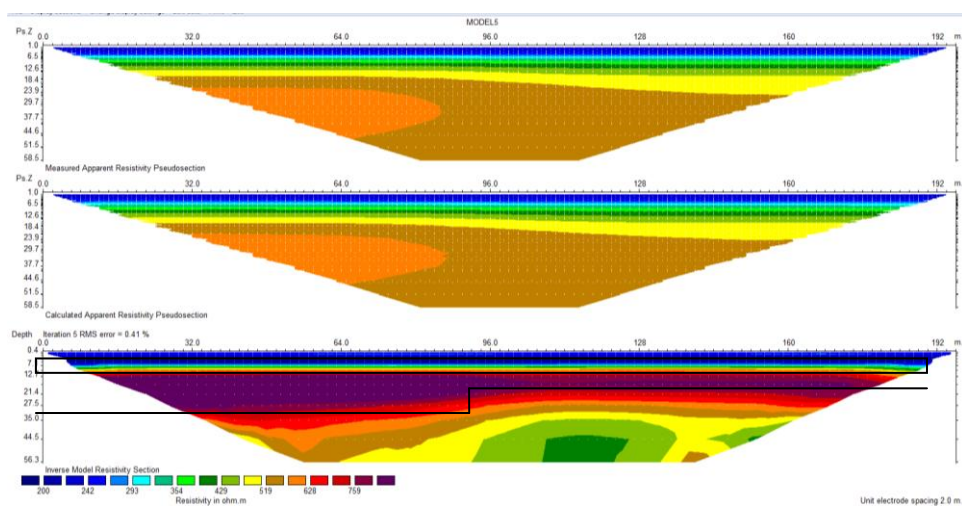 MODEL5
Ps.Z 0.0 32.0 64.0 96.0 128 160 192 m.
1.0
6.5
12.6
18.4
23.9
29.7
37.7
44.6
58.5
Measured Apparent Resistivity Pseudosection
Ps.Z 0.0 32.0 64.0 96.0 128 160 192 m.
1.0
6.5
12.6
18.4
23.9
29.7
37.7
44.6
58.5
Calculated Apparent Resistivity Pseudosection
Depth Iteration 5 RMS error = 0.41 %
0.0 32.0 64.0 96.0 128 160 192 m.
0.4
7.
12.
21.4
27.5
35.0
44.5
56.3
Inverse Model Resistivity Section
200 242 293 354 429 519 628 759
Resistivity in ohm.m
Unit electrode spacing 2.0 m.